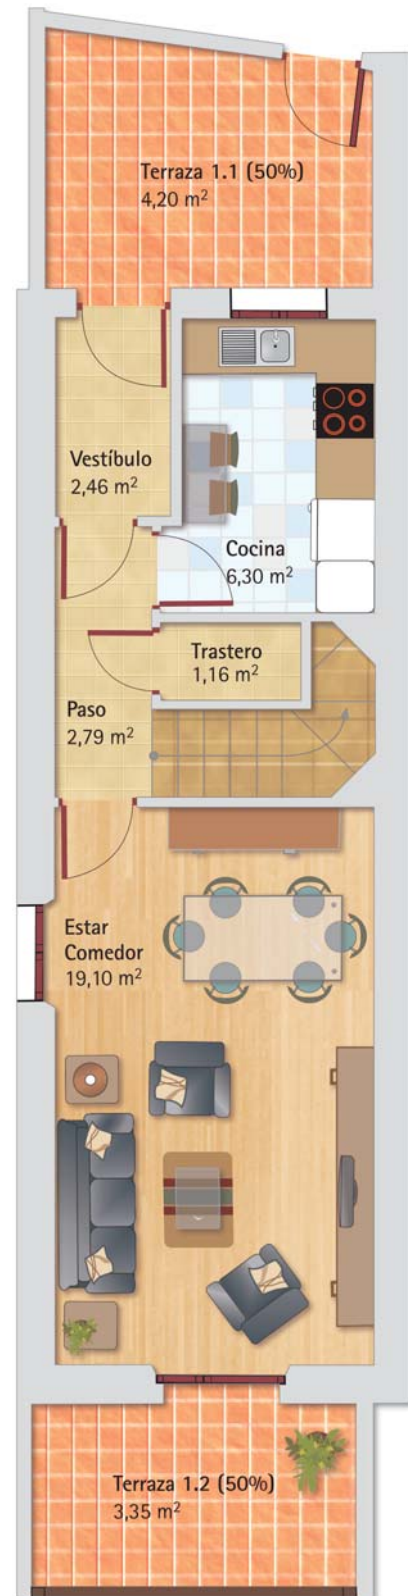 Terraza 1.1 (50%)
4,20 m²
Vestíbulo
2,46 m²
Cocina
6,30 m²
Trastero
1,16 m²
Paso
2,79 m²
Estar
Comedor
19,10 m²
Terraza 1.2 (50%)
3,35 m²